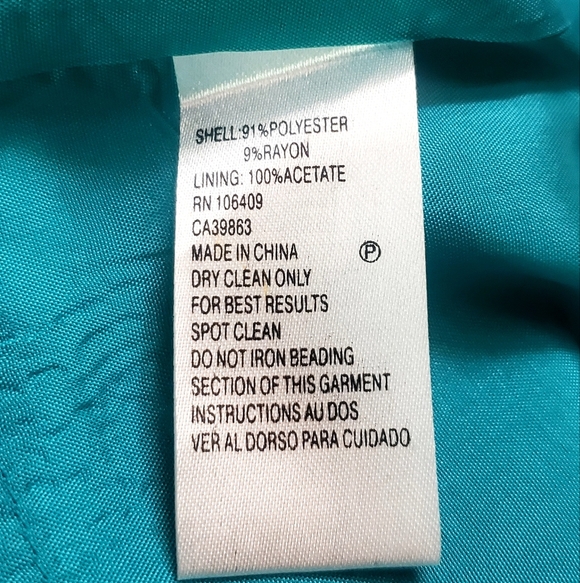 SHELL:91%POLYESTER
9%RAYON
LINING: 100%ACETATE
RN 106409
CA39863
MADE IN CHINA Ⓟ
DRY CLEAN ONLY
FOR BEST RESULTS
SPOT CLEAN
DO NOT IRON BEADING
SECTION OF THIS GARMENT
INSTRUCTIONS AU DOS
VER AL DORSO PARA CUIDADO